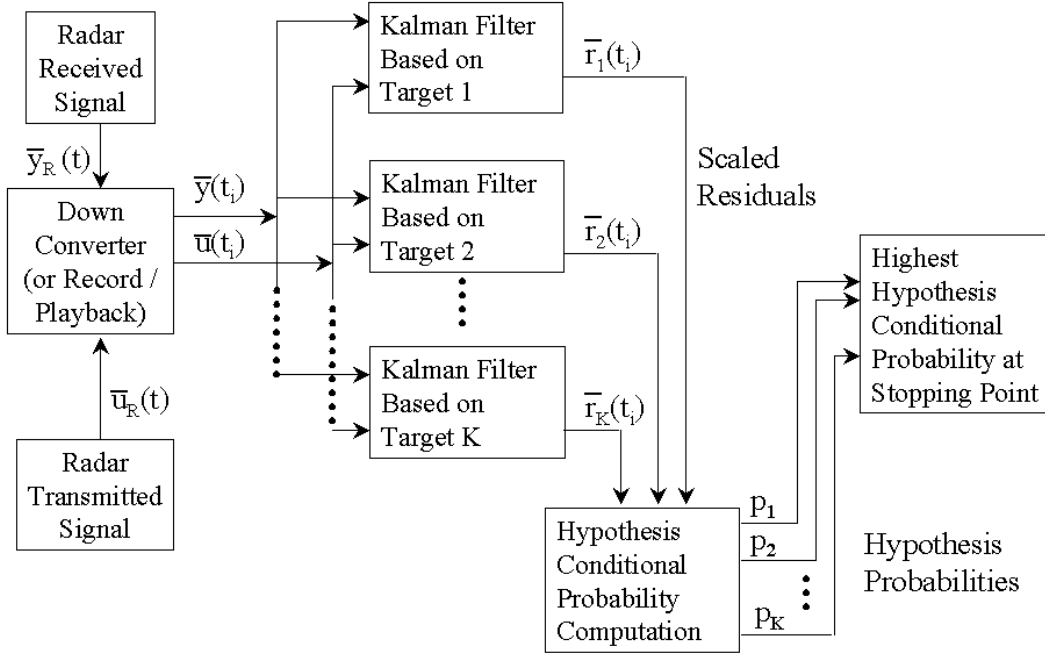 Radar
Received
Signal
y̅_R(t)
Down
Converter
(or Record /
Playback)
u̅_R(t)
Radar
Transmitted
Signal
y̅(t_i)
u̅(t_i)
Kalman Filter
Based on
Target 1
r̅_1(t_i)
Kalman Filter
Based on
Target 2
r̅_2(t_i)
Kalman Filter
Based on
Target K
r̅_K(t_i)
Scaled
Residuals
Hypothesis
Conditional
Probability
Computation
p_1
p_2
p_K
Hypothesis
Probabilities
Highest
Hypothesis
Conditional
Probability at
Stopping Point